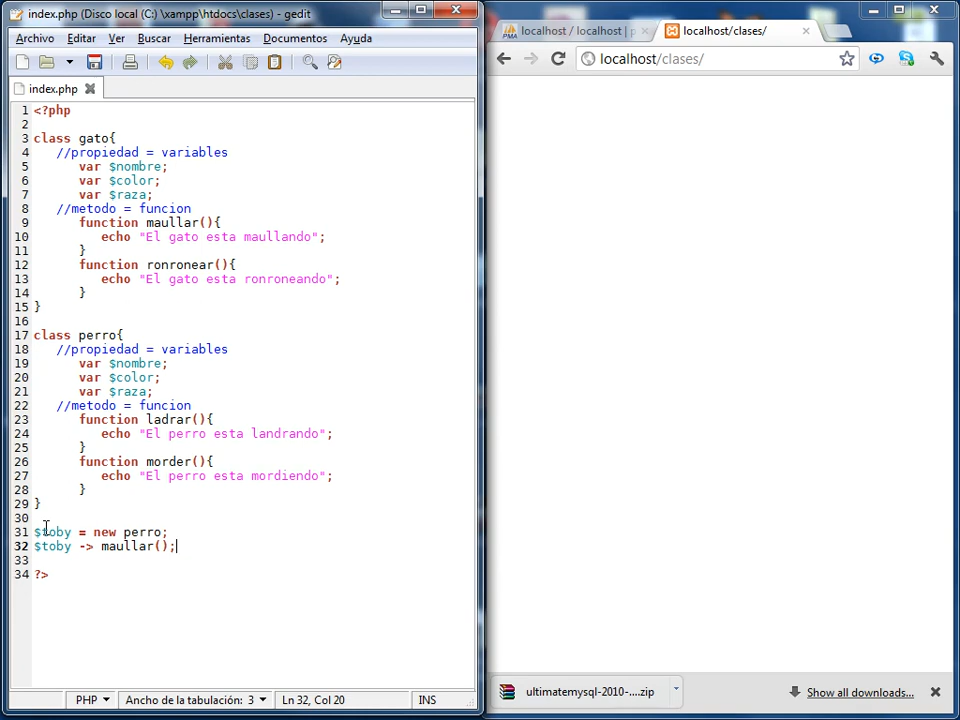 index.php (Disco local (C:) \xampp\htdocs\clases) - gedit
Archivo Editar Ver Buscar Herramientas Documentos Ayuda
index.php
1 <?php
2
3 class gato{
4 //propiedad = variables
5 var $nombre;
6 var $color;
7 var $raza;
8 //metodo = funcion
9 function maullar(){
10 echo "El gato esta maullando";
11 }
12 function ronronear(){
13 echo "El gato esta ronroneando";
14 }
15 }
16
17 class perro{
18 //propiedad = variables
19 var $nombre;
20 var $color;
21 var $raza;
22 //metodo = funcion
23 function ladrar(){
24 echo "El perro esta landrando";
25 }
26 function morder(){
27 echo "El perro esta mordiendo";
28 }
29 }
30
31 $toby = new perro;
32 $toby -> maullar();
33
34 ?>
PHP Ancho de la tabulación: 3 Ln 32, Col 20 INS
PMA localhost / localhost | p localhost/clases/
localhost/clases/
ultimatemysql-2010-....zip Show all downloads...